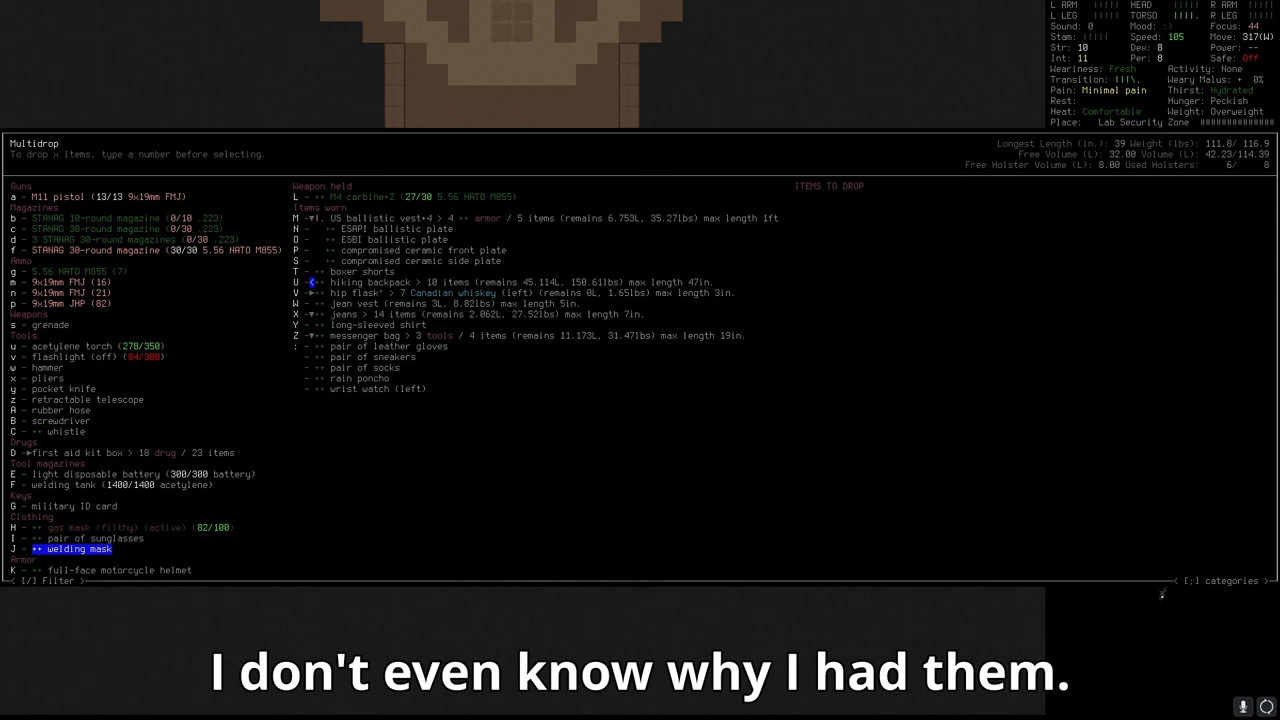 L ARM ||||| HEAD ||||| R ARM |||||
L LEG ||||| TORSO ||||. R LEG |||||
Sound: 0 Mood: :) Focus: 44
Stam: ||||| Speed: 105 Move: 317(W)
Str: 10 Dex: 8 Power: --
Int: 11 Per: 8 Safe: Off
Weariness: Fresh Activity: None
Transition: |||\. Weary Malus: + 0%
Pain: Minimal pain Thirst: Hydrated
Rest: Hunger: Peckish
Heat: Comfortable Weight: Overweight
Place: Lab Security Zone ##############
Multidrop
To drop x items, type a number before selecting.
Longest Length (in.): 39 Weight (lbs): 111.8/ 116.9
Free Volume (L): 32.00 Volume (L): 42.23/114.39
Free Holster Volume (L): 8.00 Used Holsters: 6/ 8
Guns
a - M11 pistol (13/13 9x19mm FMJ)
Magazines
b - STANAG 10-round magazine (0/10 .223)
c - STANAG 30-round magazine (0/30 .223)
d - 3 STANAG 30-round magazines (0/30 .223)
f - STANAG 30-round magazine (30/30 5.56 NATO M855)
Ammo
g - 5.56 NATO M855 (7)
m - 9x19mm FMJ (16)
n - 9x19mm FMJ (21)
p - 9x19mm JHP (82)
Weapons
s - grenade
Tools
u - acetylene torch (278/350)
v - flashlight (off) (84/300)
w - hammer
x - pliers
y - pocket knife
z - retractable telescope
A - rubber hose
B - screwdriver
C - ++ whistle
Drugs
D -▶first aid kit box > 18 drug / 23 items
Tool magazines
E - light disposable battery (300/300 battery)
F - welding tank (1400/1400 acetylene)
Keys
G - military ID card
Clothing
H - ++ gas mask (filthy) (active) (82/100)
I - ++ pair of sunglasses
J - ++ welding mask
Armor
K - ++ full-face motorcycle helmet
Weapon held
L - ++ M4 carbine+2 (27/30 5.56 NATO M855)
Items worn
M -▼|. US ballistic vest+4 > 4 ++ armor / 5 items (remains 6.753L, 35.27lbs) max length 1ft
N - ++ ESAPI ballistic plate
O - ++ ESBI ballistic plate
P - ++ compromised ceramic front plate
S - ++ compromised ceramic side plate
T - ++ boxer shorts
U -<++ hiking backpack > 10 items (remains 45.114L, 150.61lbs) max length 47in.
V -▶++ hip flask* > 7 Canadian whiskey (left) (remains 0L, 1.65lbs) max length 3in.
W - ++ jean vest (remains 3L, 8.82lbs) max length 5in.
X -▼++ jeans > 14 items (remains 2.062L, 27.52lbs) max length 7in.
Y - ++ long-sleeved shirt
Z -▼++ messenger bag > 3 tools / 4 items (remains 11.173L, 31.47lbs) max length 19in.
: - ++ pair of leather gloves
- ++ pair of sneakers
- ++ pair of socks
- ++ rain poncho
- ++ wrist watch (left)
ITEMS TO DROP
< [/] Filter >
< [;] categories >
I don't even know why I had them.